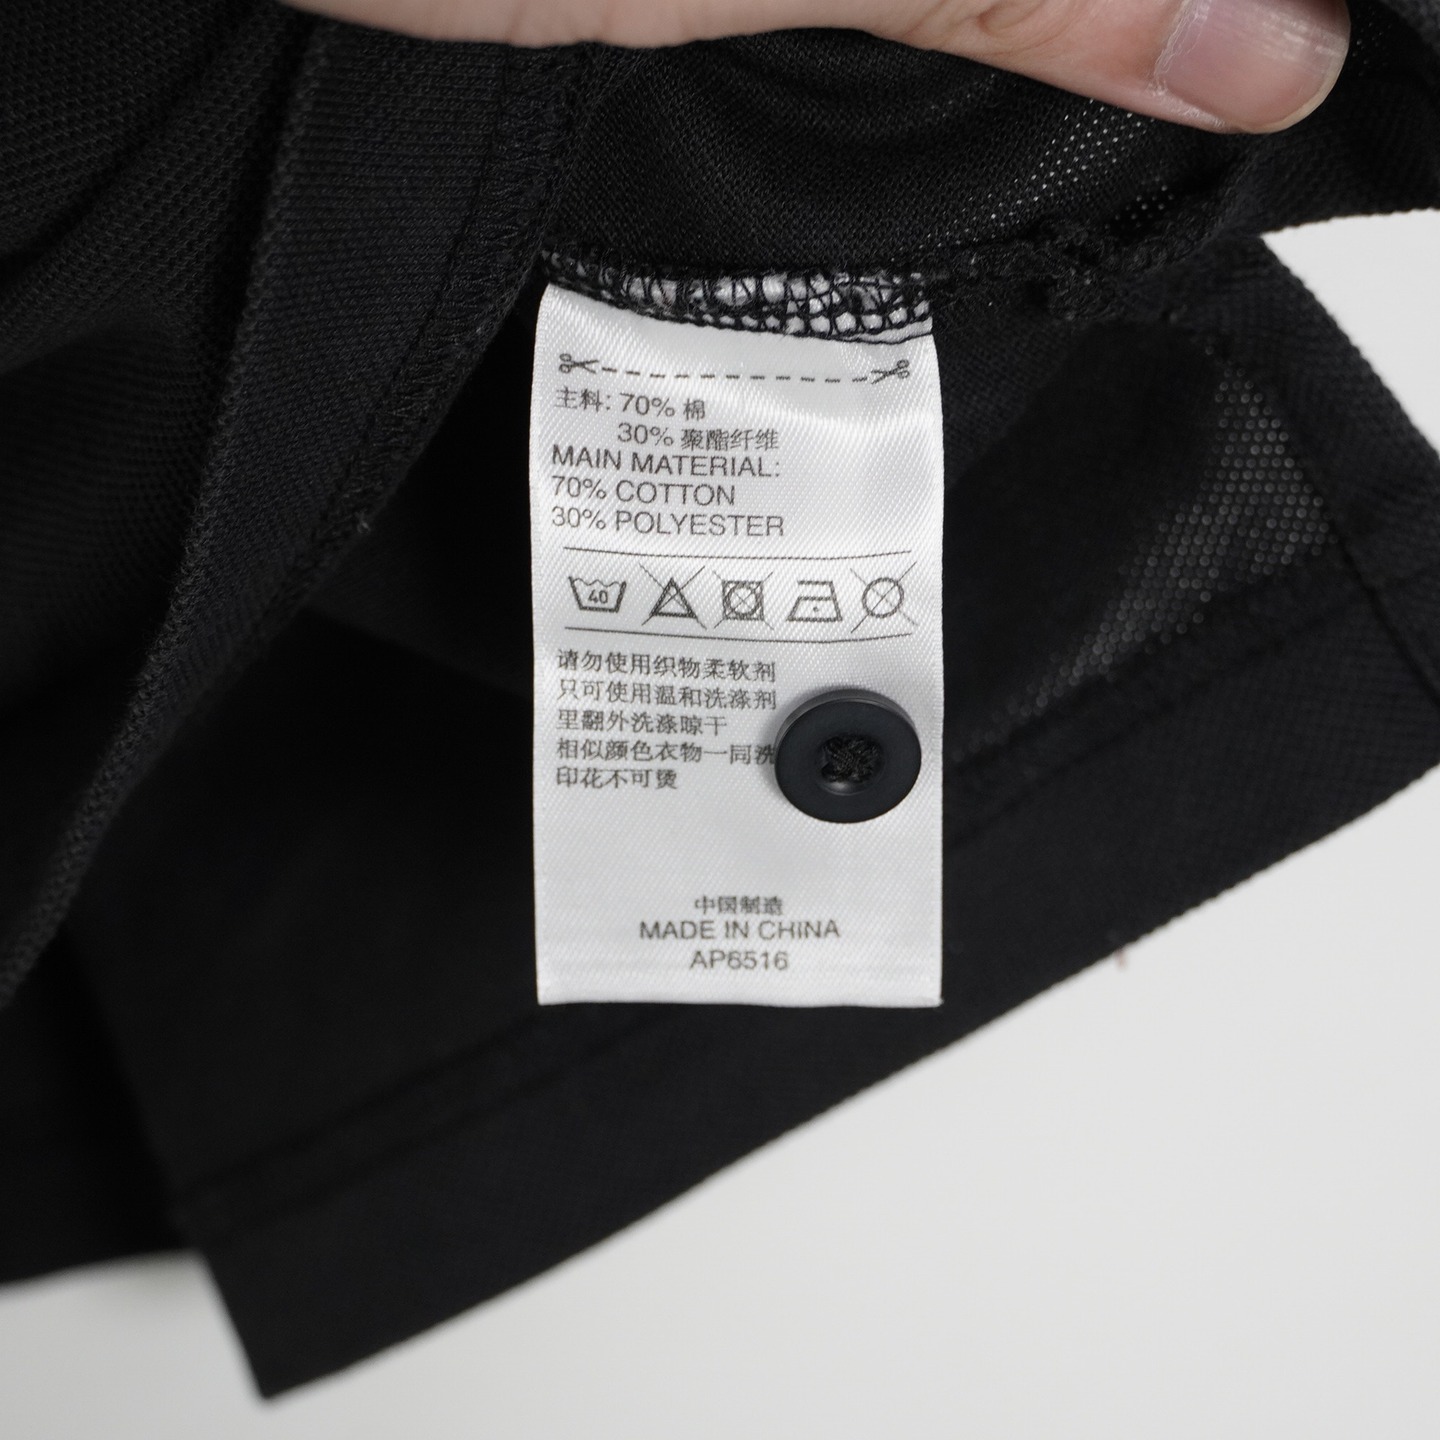 主料: 70% 棉
30% 聚酯纤维
MAIN MATERIAL:
70% COTTON
30% POLYESTER
40
请勿使用织物柔软剂
只可使用温和洗涤剂
里翻外洗涤晾干
相似颜色衣物一同洗
印花不可烫
中国制造
MADE IN CHINA
AP6516